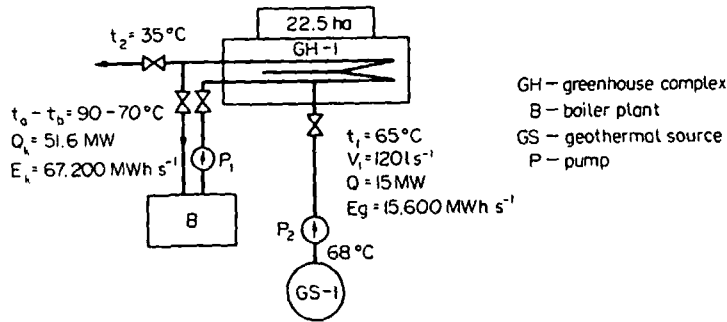 22.5 ha
GH-1
t₂ = 35°C
tₐ – t_b = 90 – 70°C
Qₖ = 51.6 MW
Eₖ = 67.200 MWh s⁻¹
P₁
B
t₁ = 65°C
V₁ = 120 l s⁻¹
Q = 15 MW
Eg = 15.600 MWh s⁻¹
P₂
68°C
GS-1
GH – greenhouse complex
B – boiler plant
GS – geothermal source
P – pump